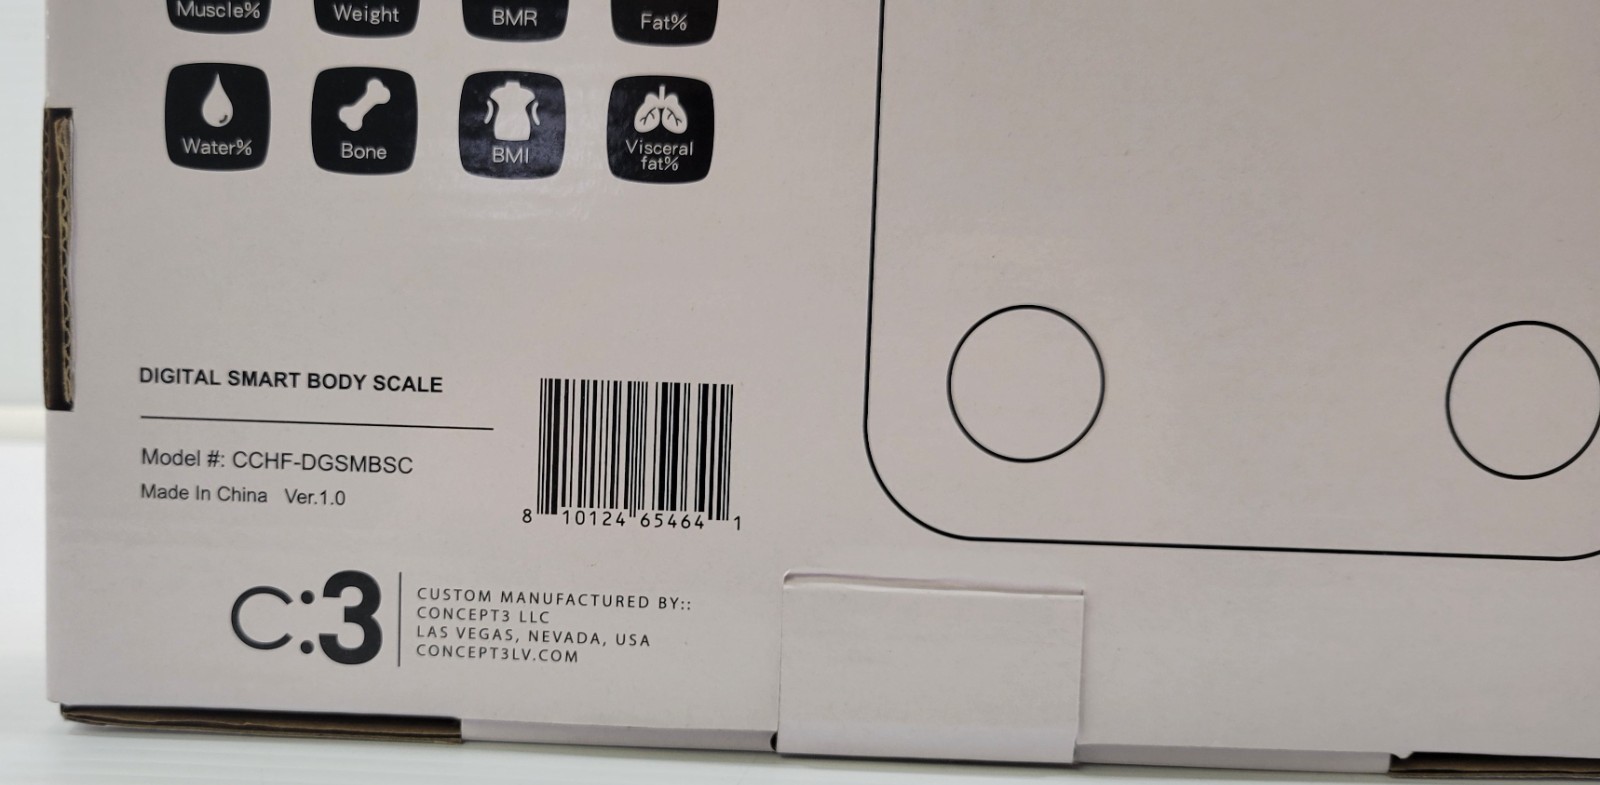 Muscle% Weight BMR Fat%
Water% Bone BMI Visceral
fat%
DIGITAL SMART BODY SCALE
Model #: CCHF-DGSMBSC
Made In China Ver.1.0
8 10124 65464 1
c:3
CUSTOM MANUFACTURED BY::
CONCEPT3 LLC
LAS VEGAS, NEVADA, USA
CONCEPT3LV.COM